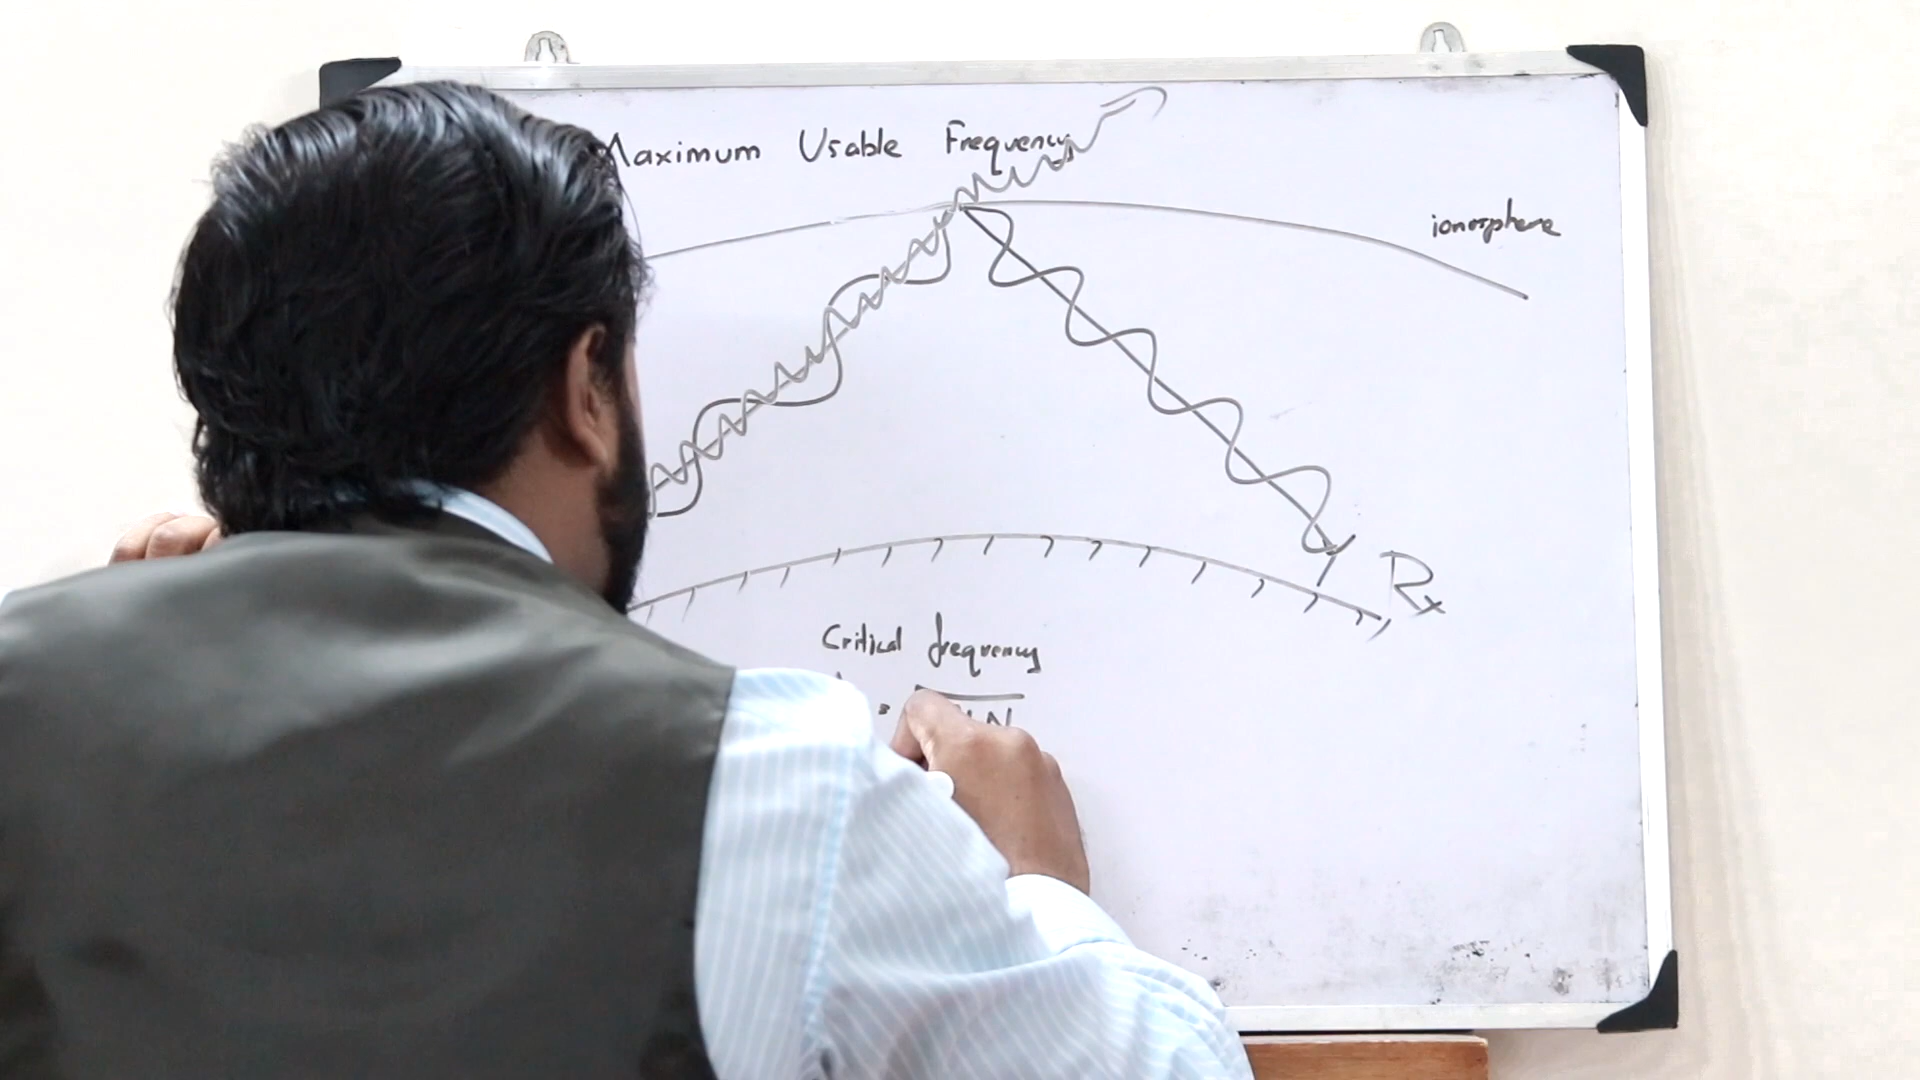 Maximum Usable Frequency
ionosphere
Rx
Critical frequency
N